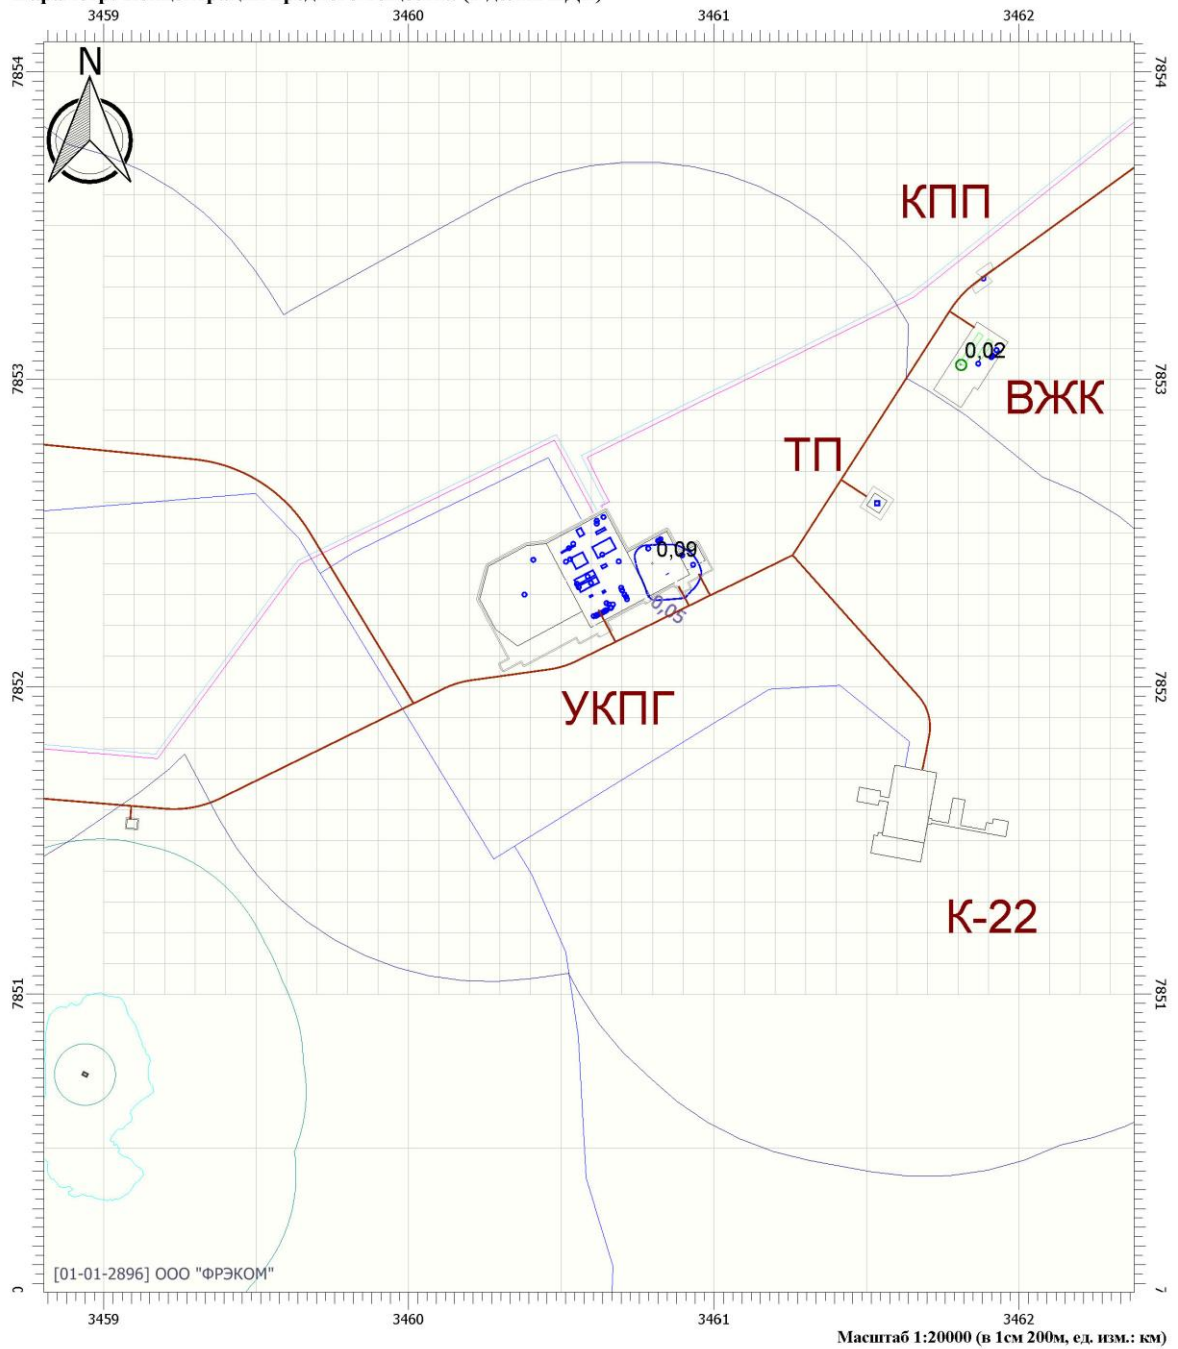 3459 3460 3461 3462
N
7854 7854
КПП
0,02
7853 7853
ВЖК
ТП
0,09
0,05
7852 7852
УКПГ
К-22
7851 7851
[01-01-2896] ООО "ФРЭКОМ"
3459 3460 3461 3462
Масштаб 1:20000 (в 1см 200м, ед. изм.: км)